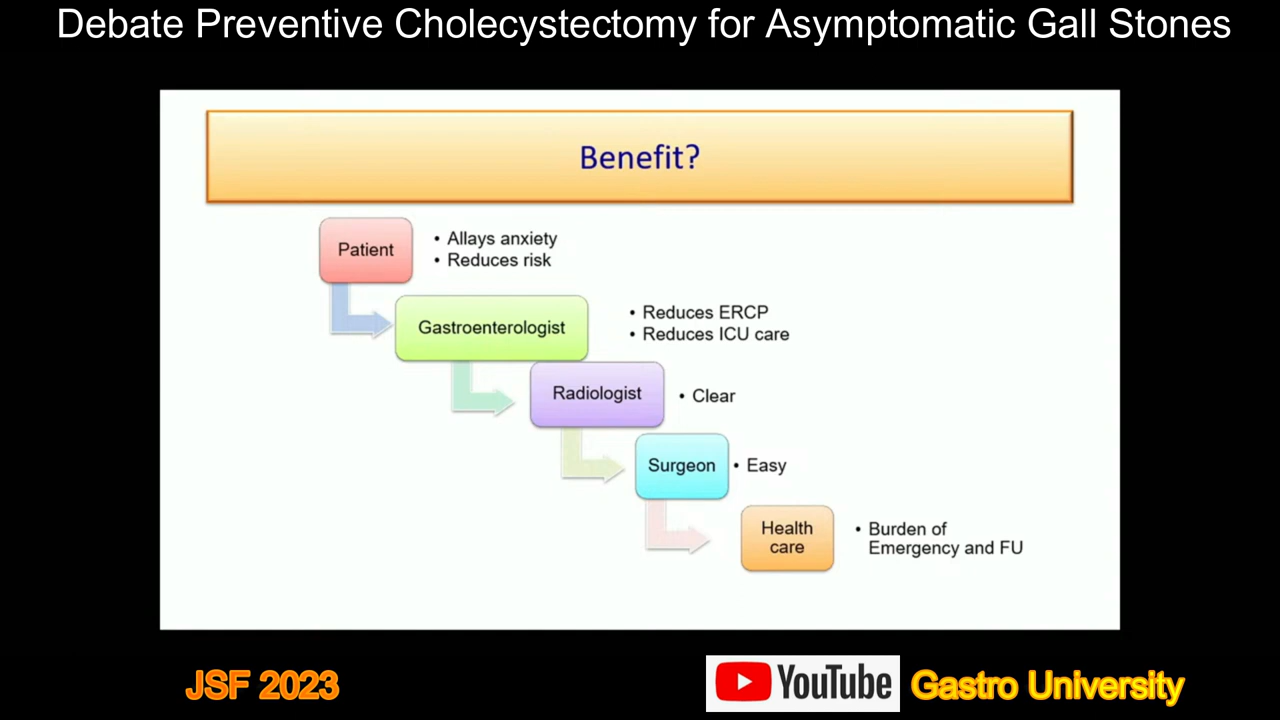 Debate Preventive Cholecystectomy for Asymptomatic Gall Stones
Benefit?
Patient
• Allays anxiety
• Reduces risk
Gastroenterologist
• Reduces ERCP
• Reduces ICU care
Radiologist
• Clear
Surgeon
• Easy
Health
care
• Burden of
Emergency and FU
JSF 2023
YouTube
Gastro University